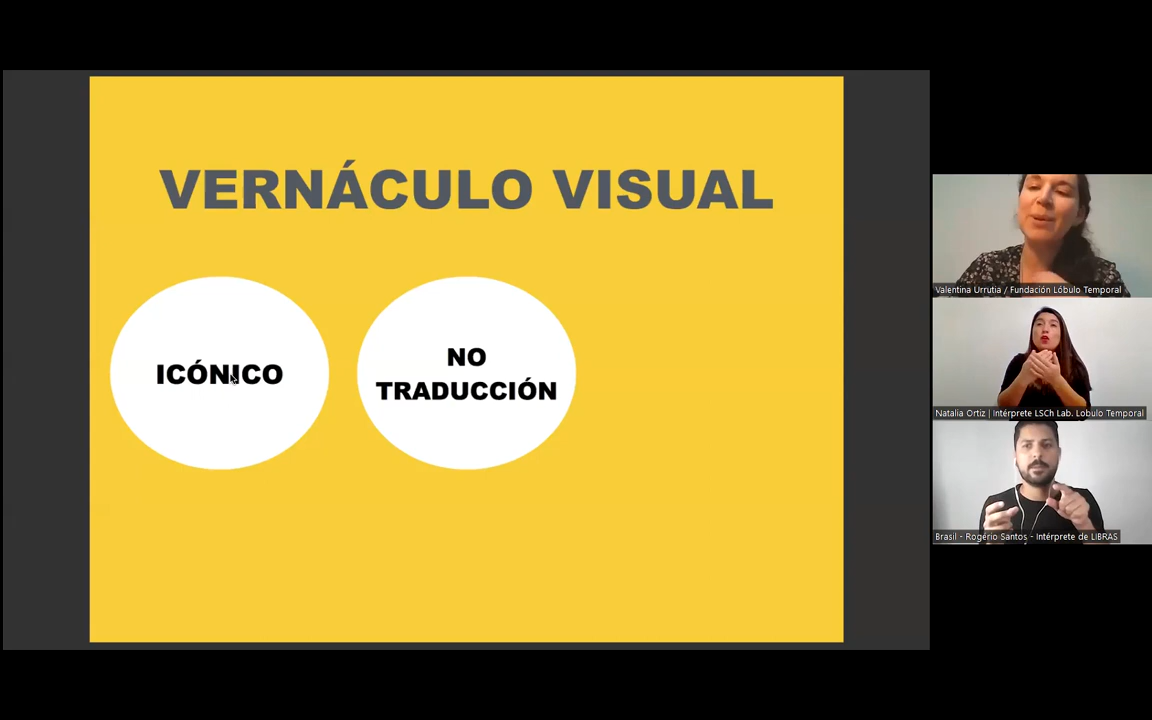 VERNÁCULO VISUAL
ICÓNICO
NO
TRADUCCIÓN
Valentina Urrutia / Fundación Lóbulo Temporal
Natalia Ortiz | Intérprete LSCh Lab. Lobulo Temporal
Brasil - Rogério Santos - Intérprete de LIBRAS